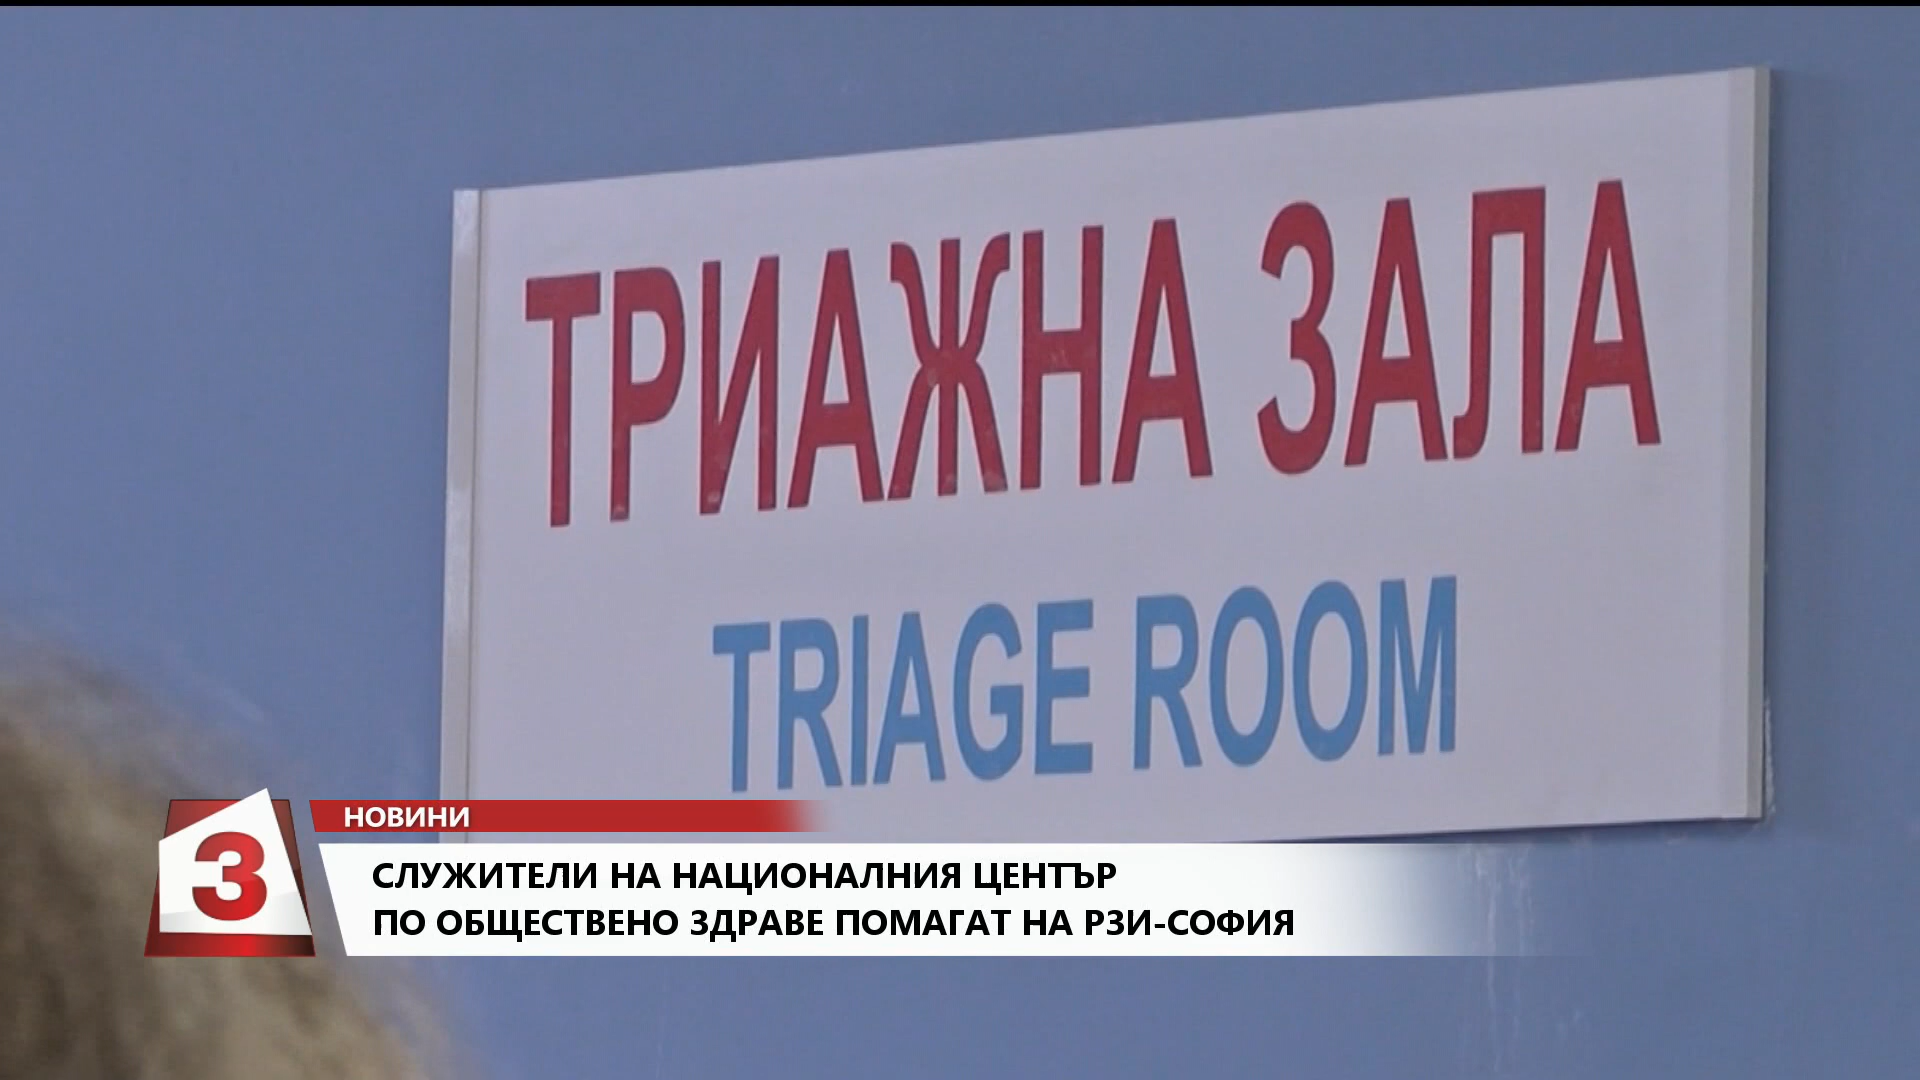 ТРИАЖНА ЗАЛА
TRIAGE ROOM
3
НОВИНИ
СЛУЖИТЕЛИ НА НАЦИОНАЛНИЯ ЦЕНТЪР
ПО ОБЩЕСТВЕНО ЗДРАВЕ ПОМАГАТ НА РЗИ-СОФИЯ